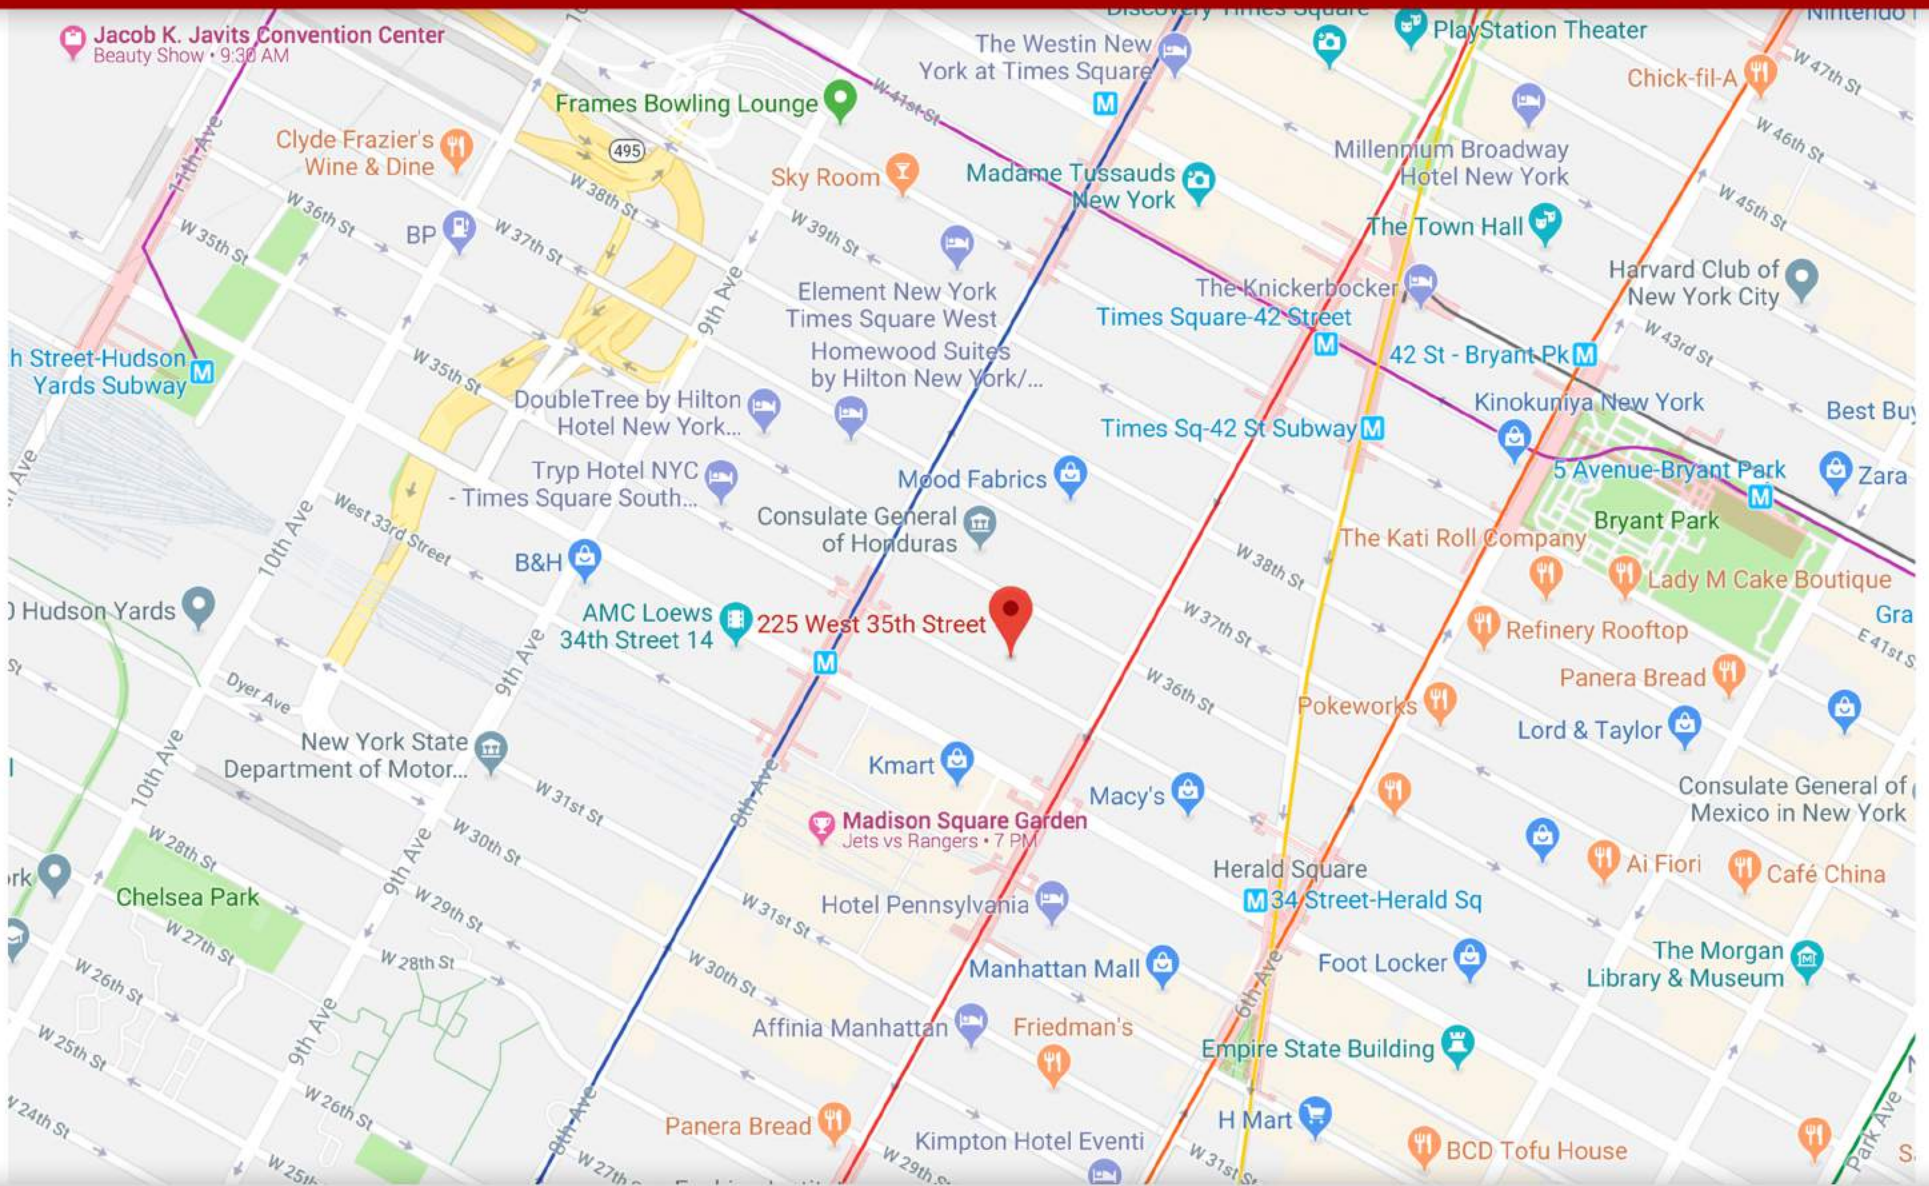 Discovery Times Square
Jacob K. Javits Convention Center
Beauty Show • 9:30 AM
The Westin New
York at Times Square
M
PlayStation Theater
Chick-fil-A
W 47th St
Frames Bowling Lounge
W 41st St
495
Clyde Frazier's
Wine & Dine
Sky Room
Madame Tussauds
New York
Millennium Broadway
Hotel New York
W 46th St
W 45th St
11th Ave
W 38th St
W 36th St
W 35th St
BP
W 37th St
W 39th St
The Town Hall
Harvard Club of
New York City
9th Ave
Element New York
Times Square West
The Knickerbocker
Times Square-42 Street
M
42 St - Bryant Pk
M
W 43rd St
h Street-Hudson
Yards Subway
M
W 35th St
Homewood Suites
by Hilton New York/...
DoubleTree by Hilton
Hotel New York...
Kinokuniya New York
Best Buy
Times Sq-42 St Subway
M
5 Avenue-Bryant Park
M
Zara
Tryp Hotel NYC
- Times Square South...
Mood Fabrics
Bryant Park
Consulate General
of Honduras
West 33rd Street
10th Ave
B&H
The Kati Roll Company
W 38th St
Lady M Cake Boutique
Hudson Yards
AMC Loews
34th Street 14
225 West 35th Street
M
W 37th St
Refinery Rooftop
Gra
E 41st S
Panera Bread
9th Ave
Dyer Ave
W 36th St
Pokeworks
Lord & Taylor
New York State
Department of Motor...
10th Ave
W 31st St
8th Ave
Kmart
Macy's
Consulate General of
Mexico in New York
Madison Square Garden
Jets vs Rangers • 7 PM
W 28th St
W 30th St
9th Ave
Herald Square
M
34 Street-Herald Sq
Ai Fiori
Café China
ork
Chelsea Park
W 29th St
Hotel Pennsylvania
W 31st St
W 27th St
W 28th St
W 30th St
Manhattan Mall
Foot Locker
The Morgan
Library & Museum
W 26th St
6th Ave
W 25th St
9th Ave
Affinia Manhattan
Friedman's
Empire State Building
W 24th St
W 26th St
8th Ave
Panera Bread
Kimpton Hotel Eventi
H Mart
BCD Tofu House
Park Ave
W 25th
W 27th
W 29th St
W 31st St